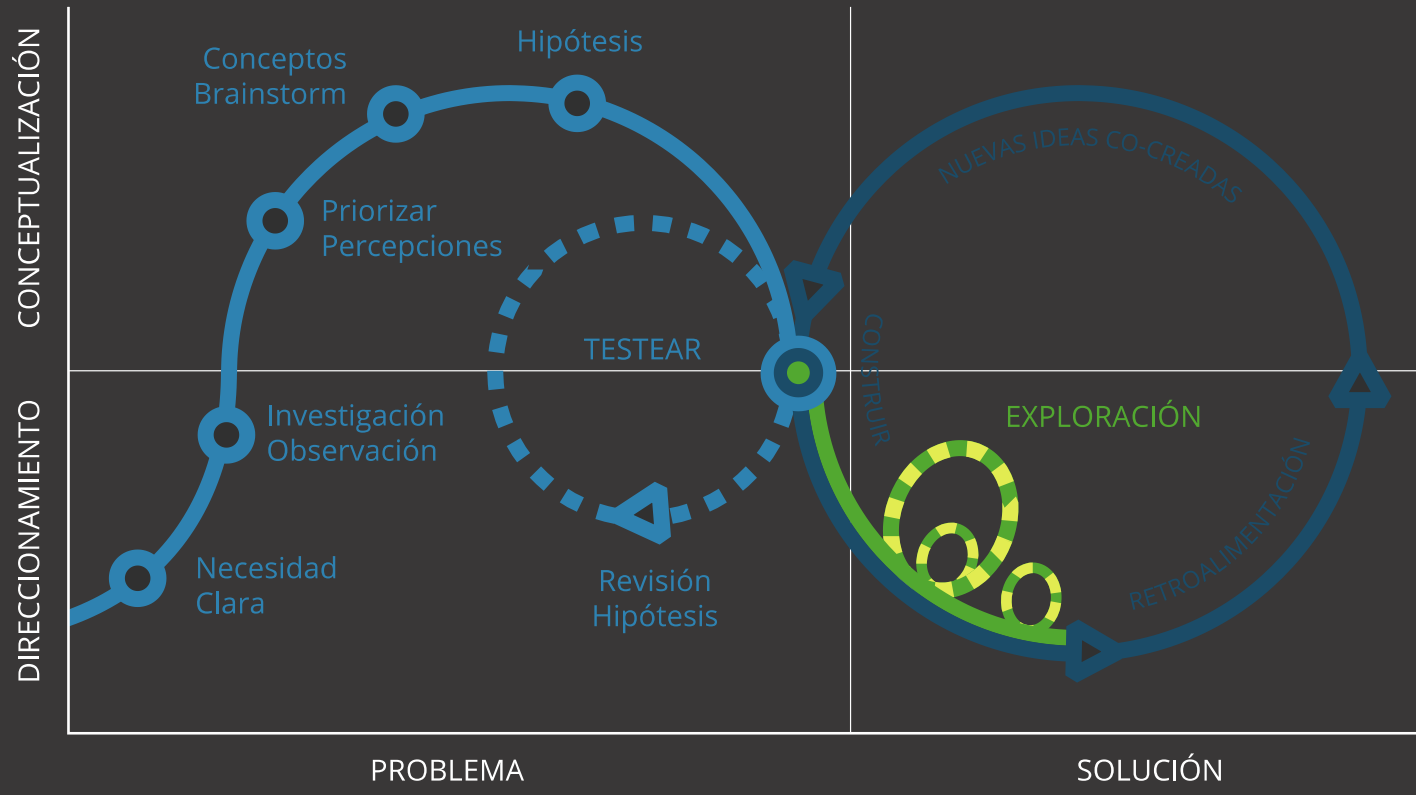 CONCEPTUALIZACIÓN
DIRECCIONAMIENTO
Conceptos
Brainstorm
Hipótesis
Priorizar
Percepciones
Investigación
Observación
Necesidad
Clara
TESTEAR
Revisión
Hipótesis
NUEVAS IDEAS CO-CREADAS
CONSTRUIR
EXPLORACIÓN
RETROALIMENTACIÓN
PROBLEMA
SOLUCIÓN